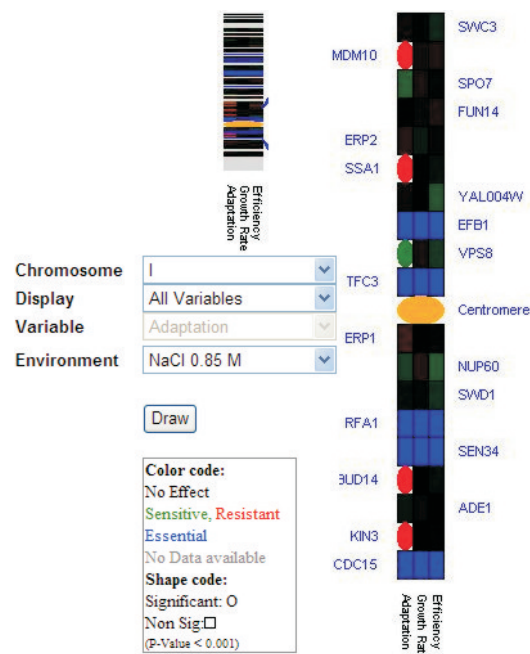 SWC3
MDM10
SPO7
FUN14
ERP2
SSA1
YAL004W
EFB1
VPS8
TFC3
Centromere
ERP1
NUP60
SWD1
RFA1
SEN34
BUD14
ADE1
KIN3
CDC15
Efficiency
Growth Rate
Adaptation
Chromosome I
Display All Variables
Variable Adaptation
Environment NaCl 0.85 M
Draw
Color code:
No Effect
Sensitive, Resistant
Essential
No Data available
Shape code:
Significant: O
Non Sig:□
(P-Value < 0.001)
Efficiency
Growth Rate
Adaptation